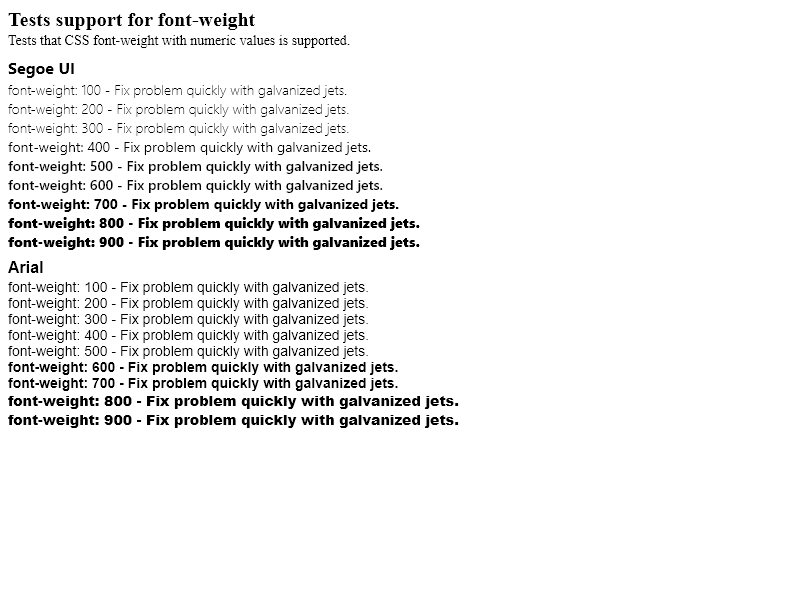 Tests support for font-weight
Tests that CSS font-weight with numeric values is supported.
Segoe UI
font-weight: 100 - Fix problem quickly with galvanized jets.
font-weight: 200 - Fix problem quickly with galvanized jets.
font-weight: 300 - Fix problem quickly with galvanized jets.
font-weight: 400 - Fix problem quickly with galvanized jets.
font-weight: 500 - Fix problem quickly with galvanized jets.
font-weight: 600 - Fix problem quickly with galvanized jets.
font-weight: 700 - Fix problem quickly with galvanized jets.
font-weight: 800 - Fix problem quickly with galvanized jets.
font-weight: 900 - Fix problem quickly with galvanized jets.
Arial
font-weight: 100 - Fix problem quickly with galvanized jets.
font-weight: 200 - Fix problem quickly with galvanized jets.
font-weight: 300 - Fix problem quickly with galvanized jets.
font-weight: 400 - Fix problem quickly with galvanized jets.
font-weight: 500 - Fix problem quickly with galvanized jets.
font-weight: 600 - Fix problem quickly with galvanized jets.
font-weight: 700 - Fix problem quickly with galvanized jets.
font-weight: 800 - Fix problem quickly with galvanized jets.
font-weight: 900 - Fix problem quickly with galvanized jets.